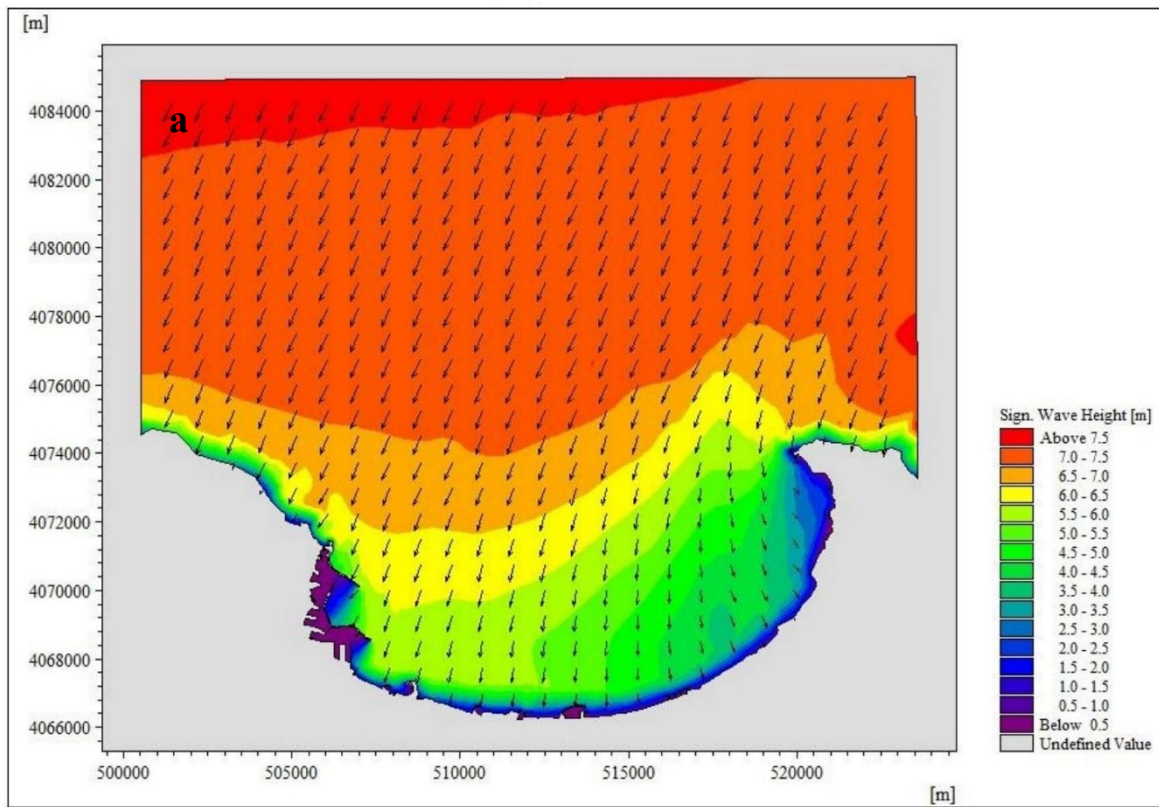 [m]
a
4084000
4082000
4080000
4078000
4076000
4074000
4072000
4070000
4068000
4066000
500000 505000 510000 515000 520000
[m]
Sign. Wave Height [m]
Above 7.5
7.0 - 7.5
6.5 - 7.0
6.0 - 6.5
5.5 - 6.0
5.0 - 5.5
4.5 - 5.0
4.0 - 4.5
3.5 - 4.0
3.0 - 3.5
2.5 - 3.0
2.0 - 2.5
1.5 - 2.0
1.0 - 1.5
0.5 - 1.0
Below 0.5
Undefined Value